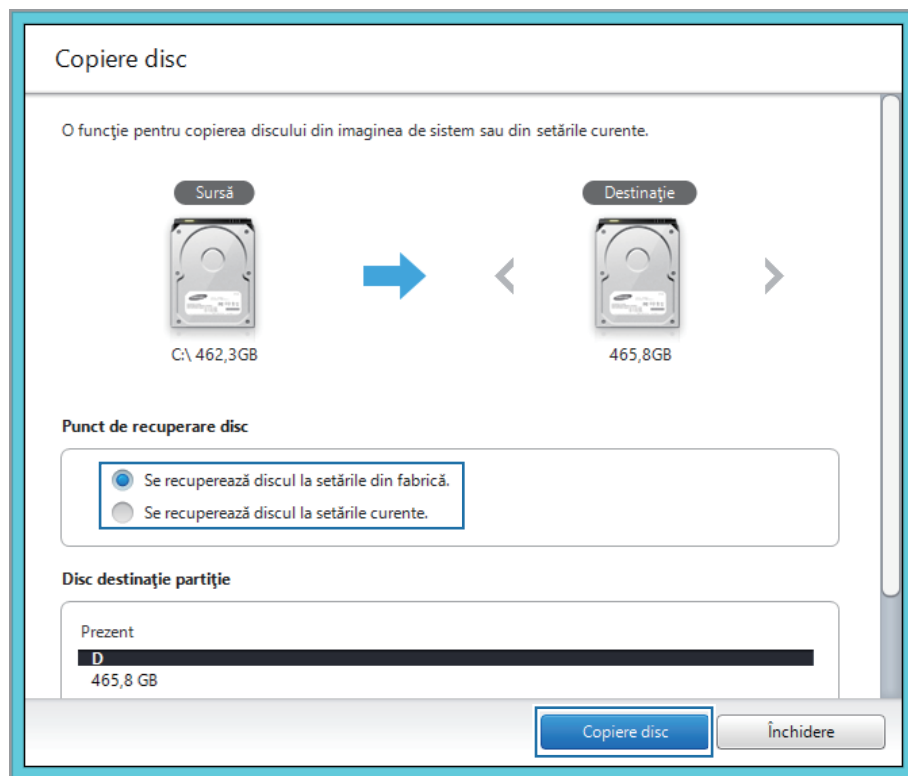 Copiere disc
O funcţie pentru copierea discului din imaginea de sistem sau din setările curente.
Sursă
Destinaţie
C:\ 462,3GB
465,8GB
Punct de recuperare disc
Se recuperează discul la setările din fabrică.
Se recuperează discul la setările curente.
Disc destinaţie partiţie
Prezent
D
465,8 GB
Copiere disc
Închidere